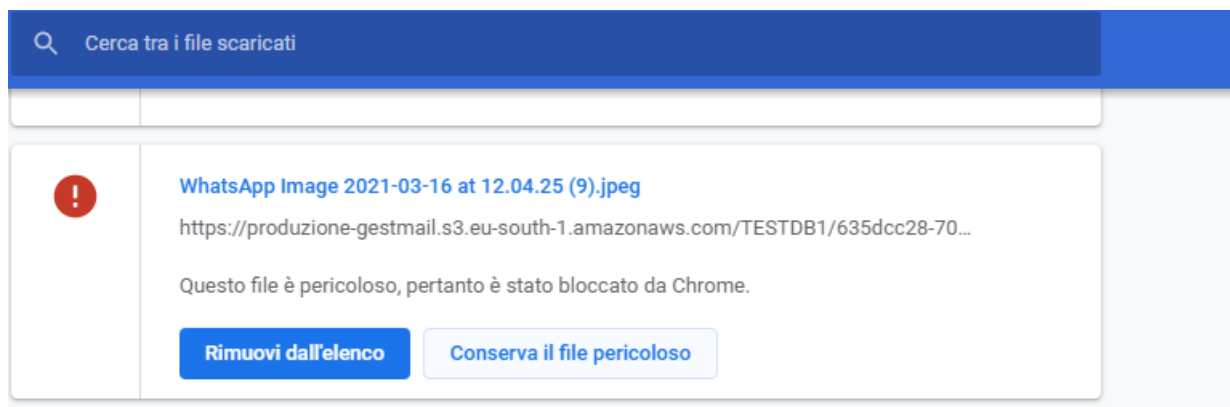 Cerca tra i file scaricati
WhatsApp Image 2021-03-16 at 12.04.25 (9).jpeg
https://produzione-gestmail.s3.eu-south-1.amazonaws.com/TESTDB1/635dcc28-70...
Questo file è pericoloso, pertanto è stato bloccato da Chrome.
Rimuovi dall'elenco Conserva il file pericoloso